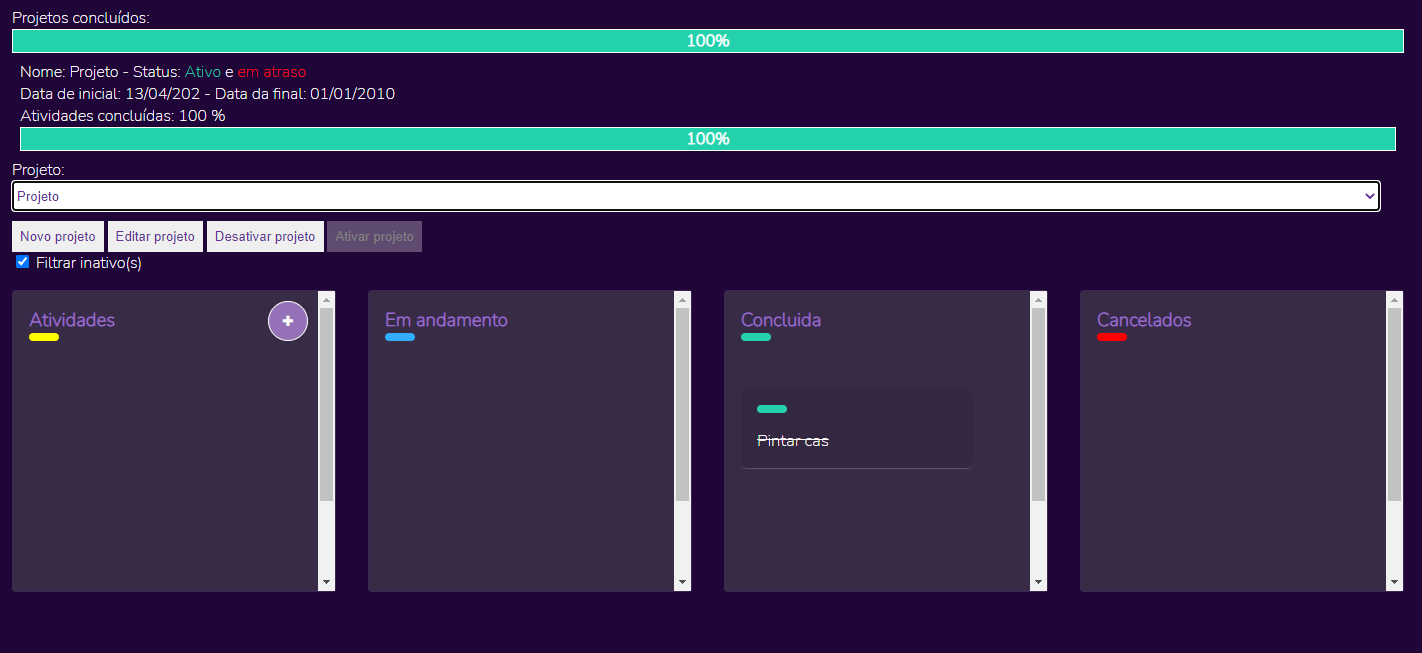 Projetos concluídos:
100%
Nome: Projeto - Status: Ativo e em atraso
Data de inicial: 13/04/202 - Data da final: 01/01/2010
Atividades concluídas: 100 %
100%
Projeto:
Projeto
Novo projeto Editar projeto Desativar projeto Ativar projeto
Filtrar inativo(s)
Atividades + Em andamento Concluida Cancelados
Pintar cas